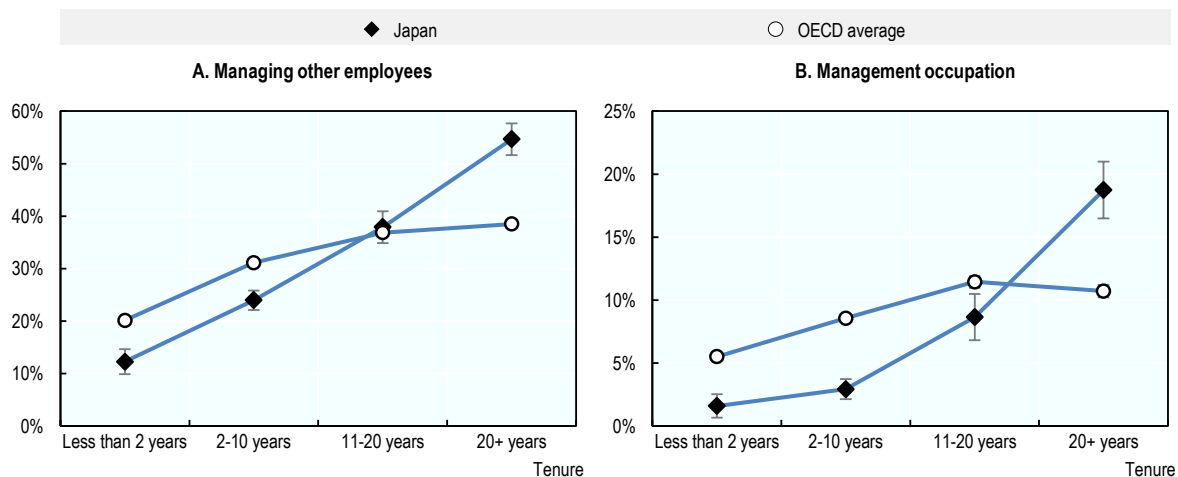 Japan
OECD average
A. Managing other employees
60%
50%
40%
30%
20%
10%
0%
Less than 2 years
2-10 years
11-20 years
20+ years
Tenure
B. Management occupation
25%
20%
15%
10%
5%
0%
Less than 2 years
2-10 years
11-20 years
20+ years
Tenure